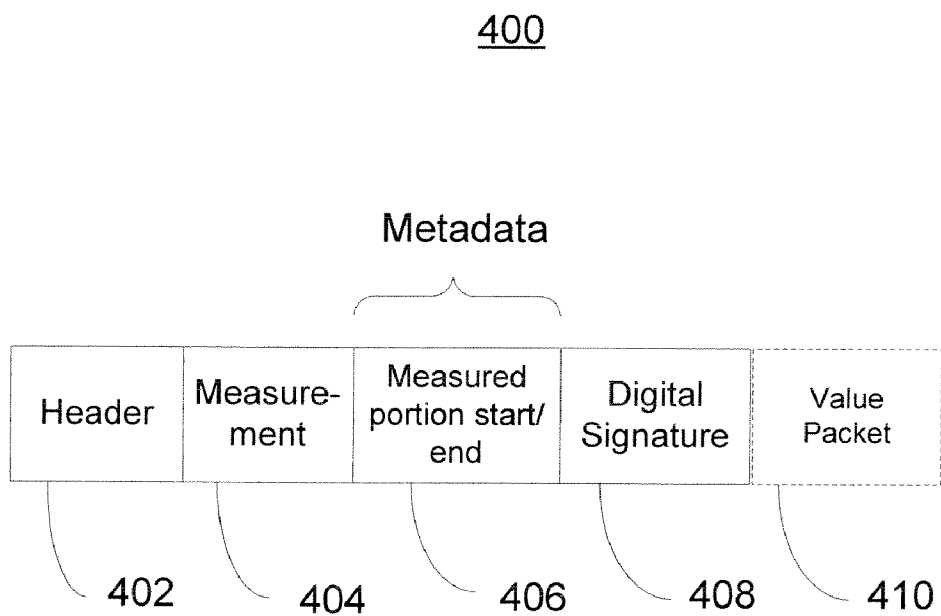 400
Metadata
Header
Measure-
ment
Measured
portion start/
end
Digital
Signature
Value
Packet
402
404
406
408
410